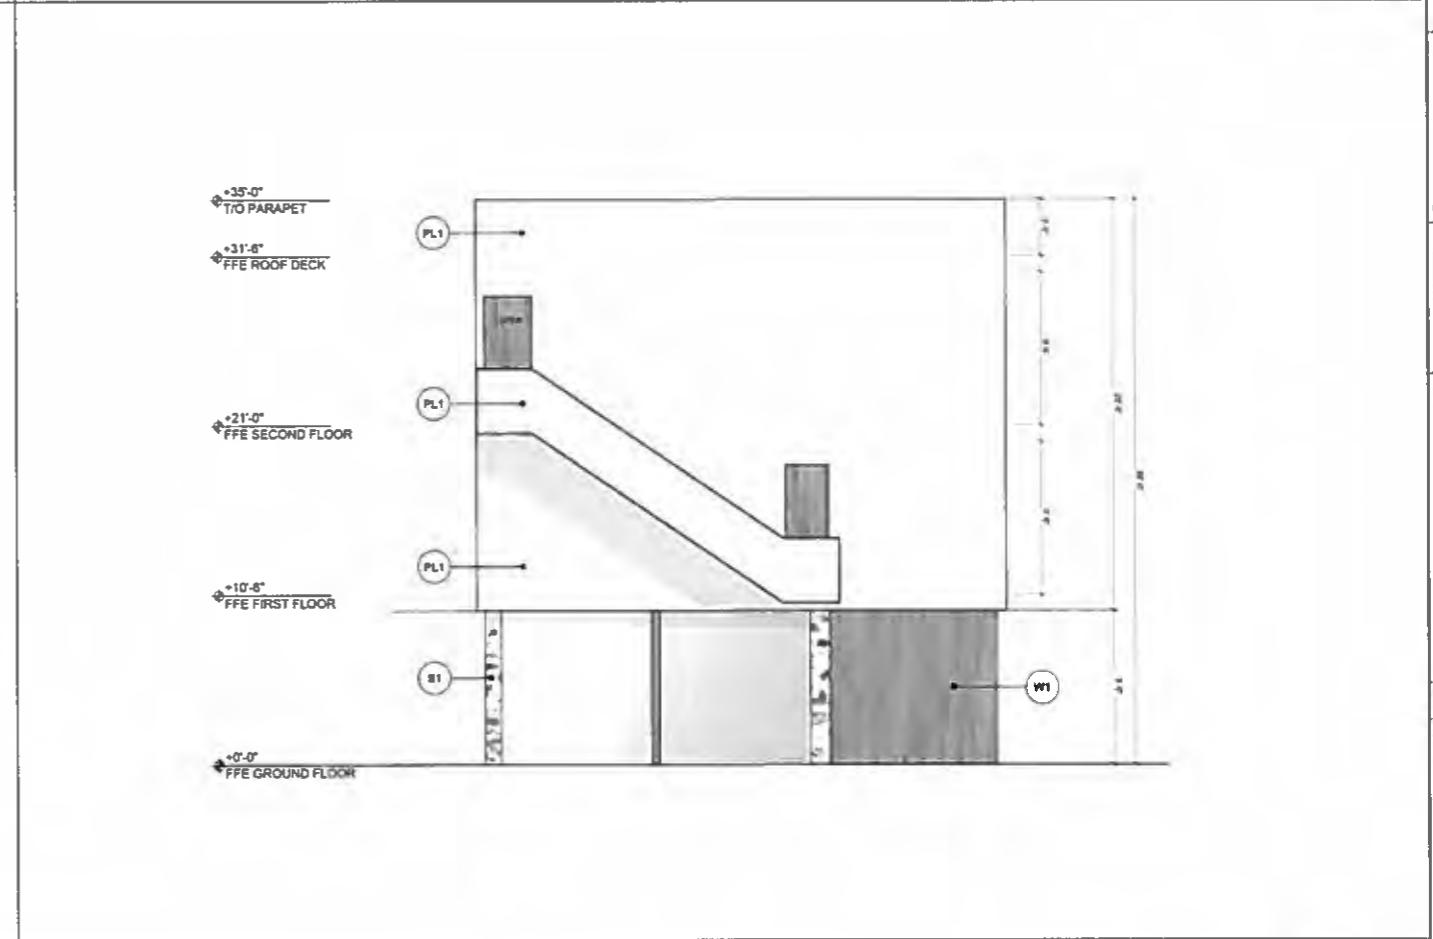 +35'-0"
T/O PARAPET
PL1
+31'-6"
FFE ROOF DECK
PL1
+21'-0"
FFE SECOND FLOOR
PL1
+10'-6"
FFE FIRST FLOOR
S1
W1
+0'-0"
FFE GROUND FLOOR